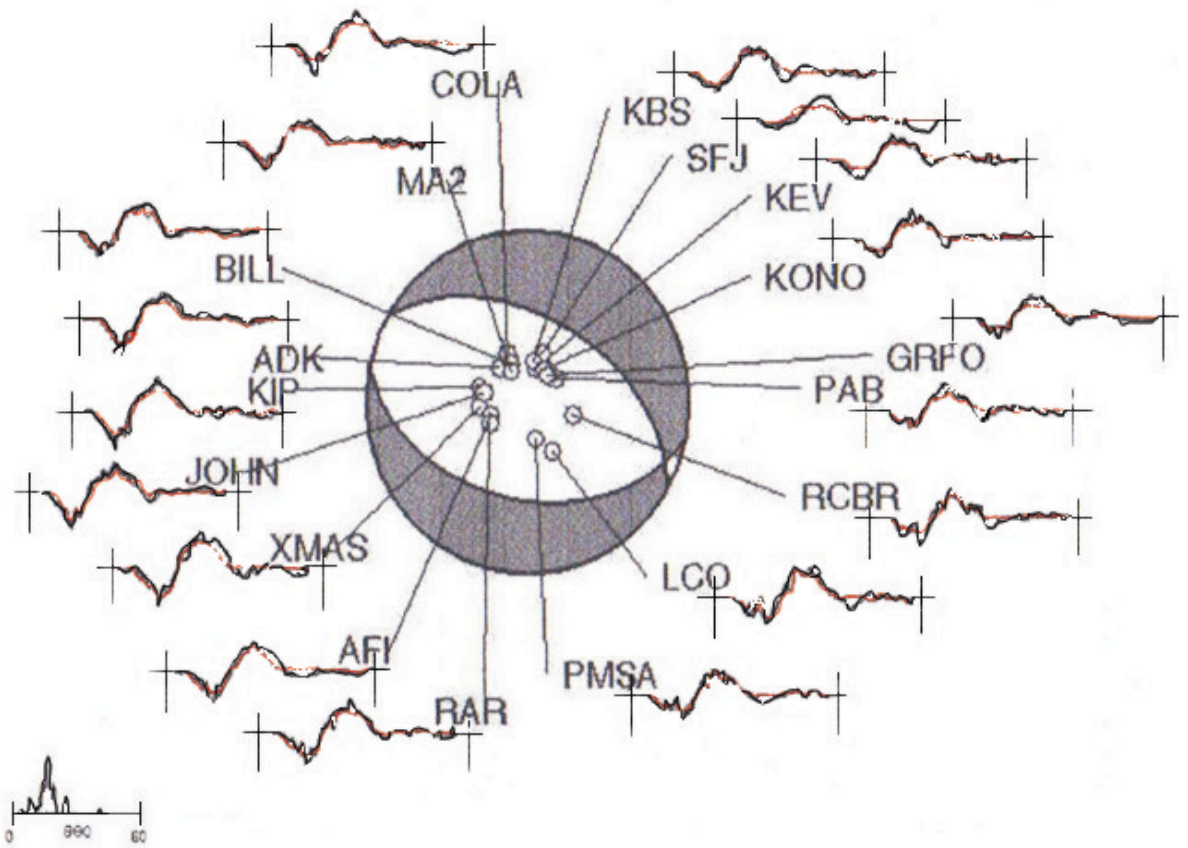 COLA
KBS
SFJ
MA2
KEV
BILL
KONO
ADK
GRFO
KIP
PAB
JOHN
RCBR
XMAS
LCO
AFI
PMSA
RAR
0 sec 60